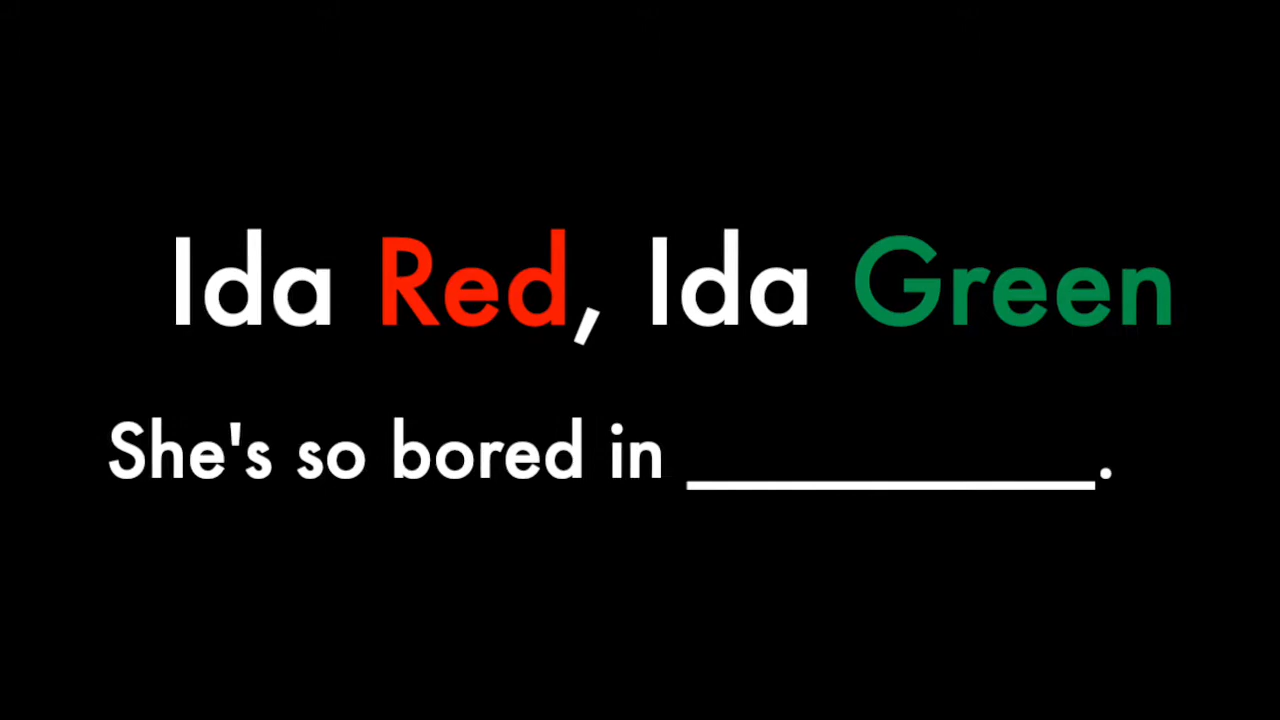 Ida Red, Ida Green
She's so bored in __________.